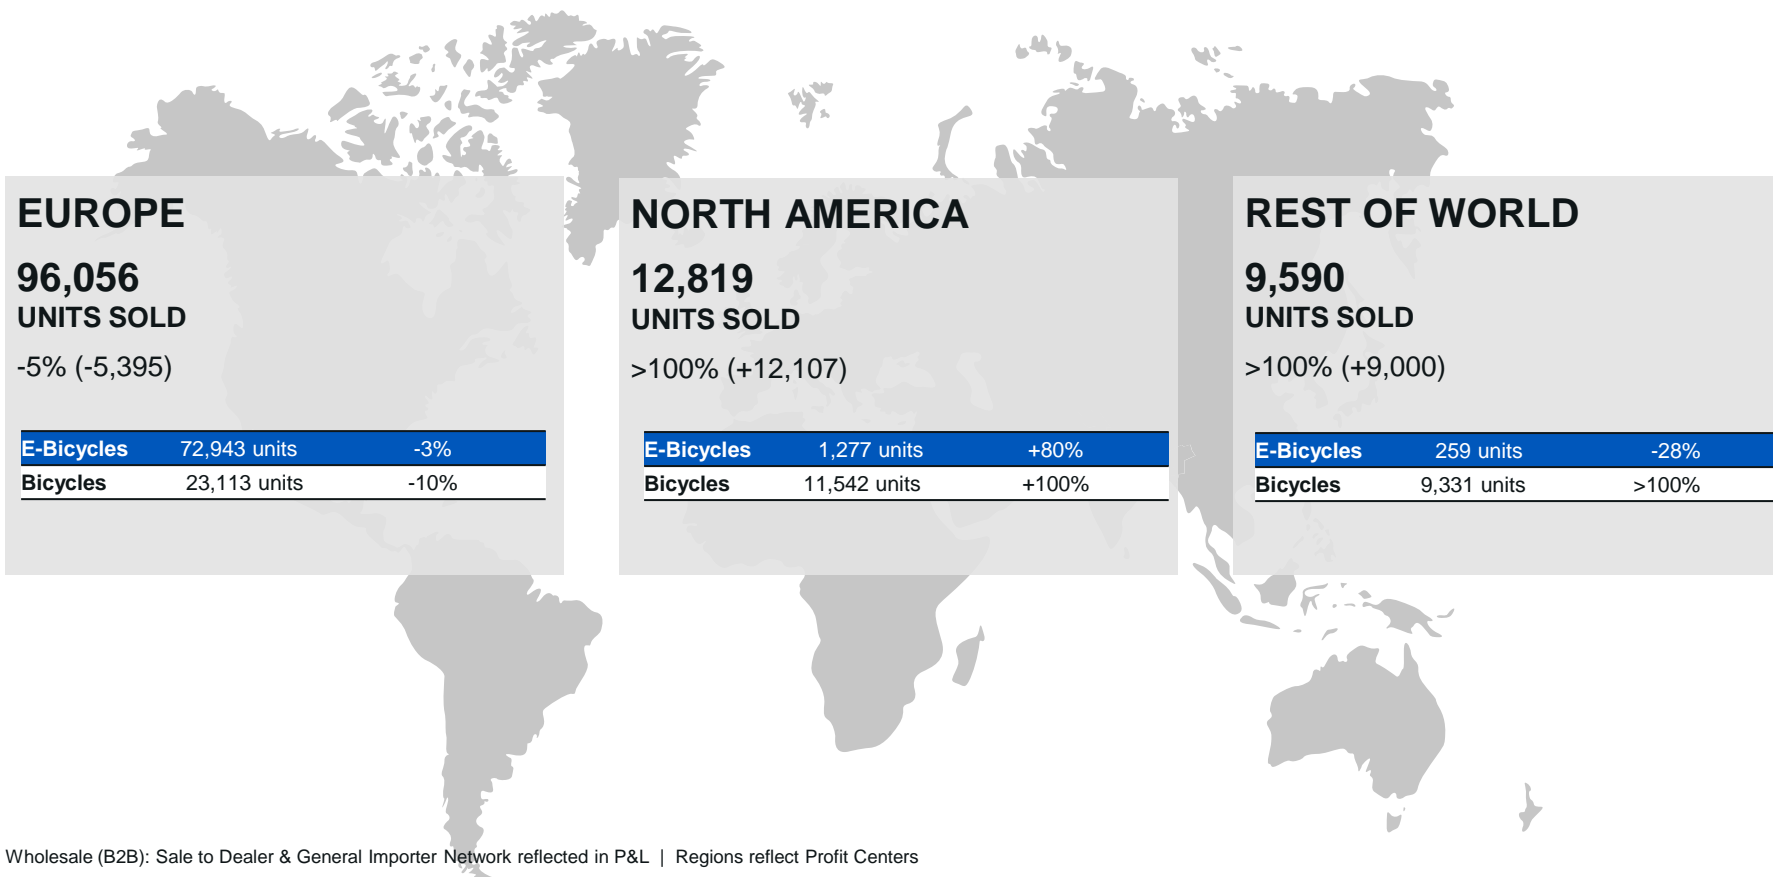 EUROPE
96,056
UNITS SOLD
-5% (-5,395)
E-Bicycles 72,943 units -3%
Bicycles 23,113 units -10%
NORTH AMERICA
12,819
UNITS SOLD
>100% (+12,107)
E-Bicycles 1,277 units +80%
Bicycles 11,542 units +100%
REST OF WORLD
9,590
UNITS SOLD
>100% (+9,000)
E-Bicycles 259 units -28%
Bicycles 9,331 units >100%
Wholesale (B2B): Sale to Dealer & General Importer Network reflected in P&L | Regions reflect Profit Centers